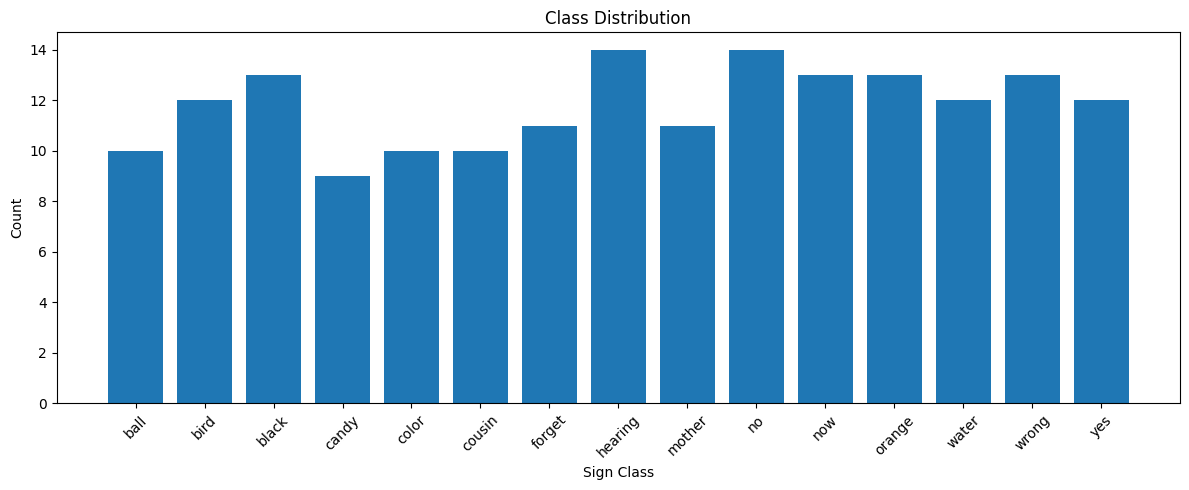 Class Distribution
Count
14
12
10
8
6
4
2
0
ball bird black candy color cousin forget hearing mother no now orange water wrong yes
Sign Class